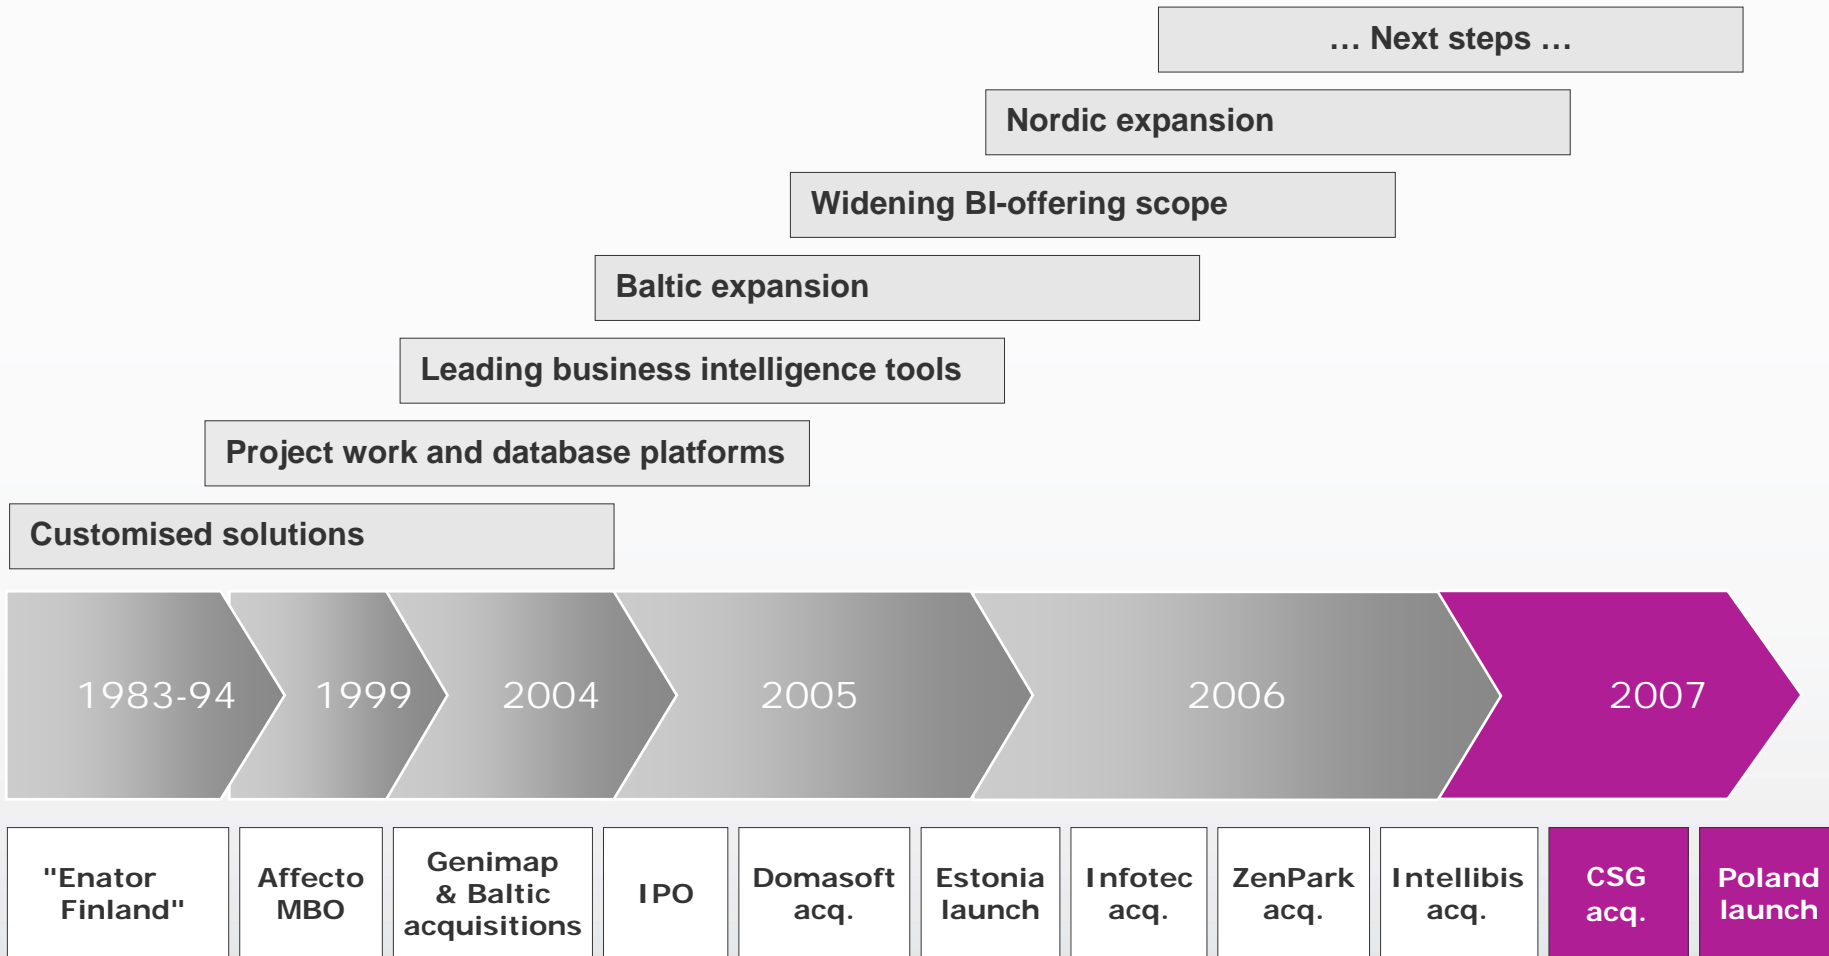 ... Next steps ...
Nordic expansion
Widening BI-offering scope
Baltic expansion
Leading business intelligence tools
Project work and database platforms
Customised solutions
1983-94
1999
2004
2005
2006
2007
"Enator
Finland"
Affecto
MBO
Genimap
& Baltic
acquisitions
IPO
Domasoft
acq.
Estonia
launch
Infotec
acq.
ZenPark
acq.
Intellibis
acq.
CSG
acq.
Poland
launch